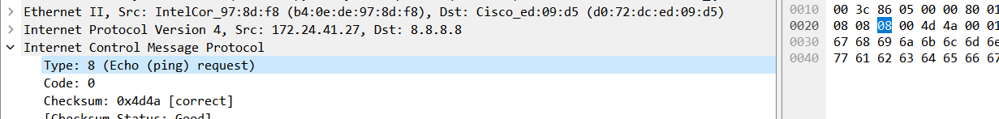 Ethernet II, Src: IntelCor_97:8d:f8 (b4:0e:de:97:8d:f8), Dst: Cisco_ed:09:d5 (d0:72:dc:ed:09:d5)
Internet Protocol Version 4, Src: 172.24.41.27, Dst: 8.8.8.8
Internet Control Message Protocol
Type: 8 (Echo (ping) request)
Code: 0
Checksum: 0x4d4a [correct]
[Checksum Status: Good]
0010 00 3c 86 05 00 00 80 01
0020 08 08 08 00 4d 4a 00 01
0030 67 68 69 6a 6b 6c 6d 6e
0040 77 61 62 63 64 65 66 67